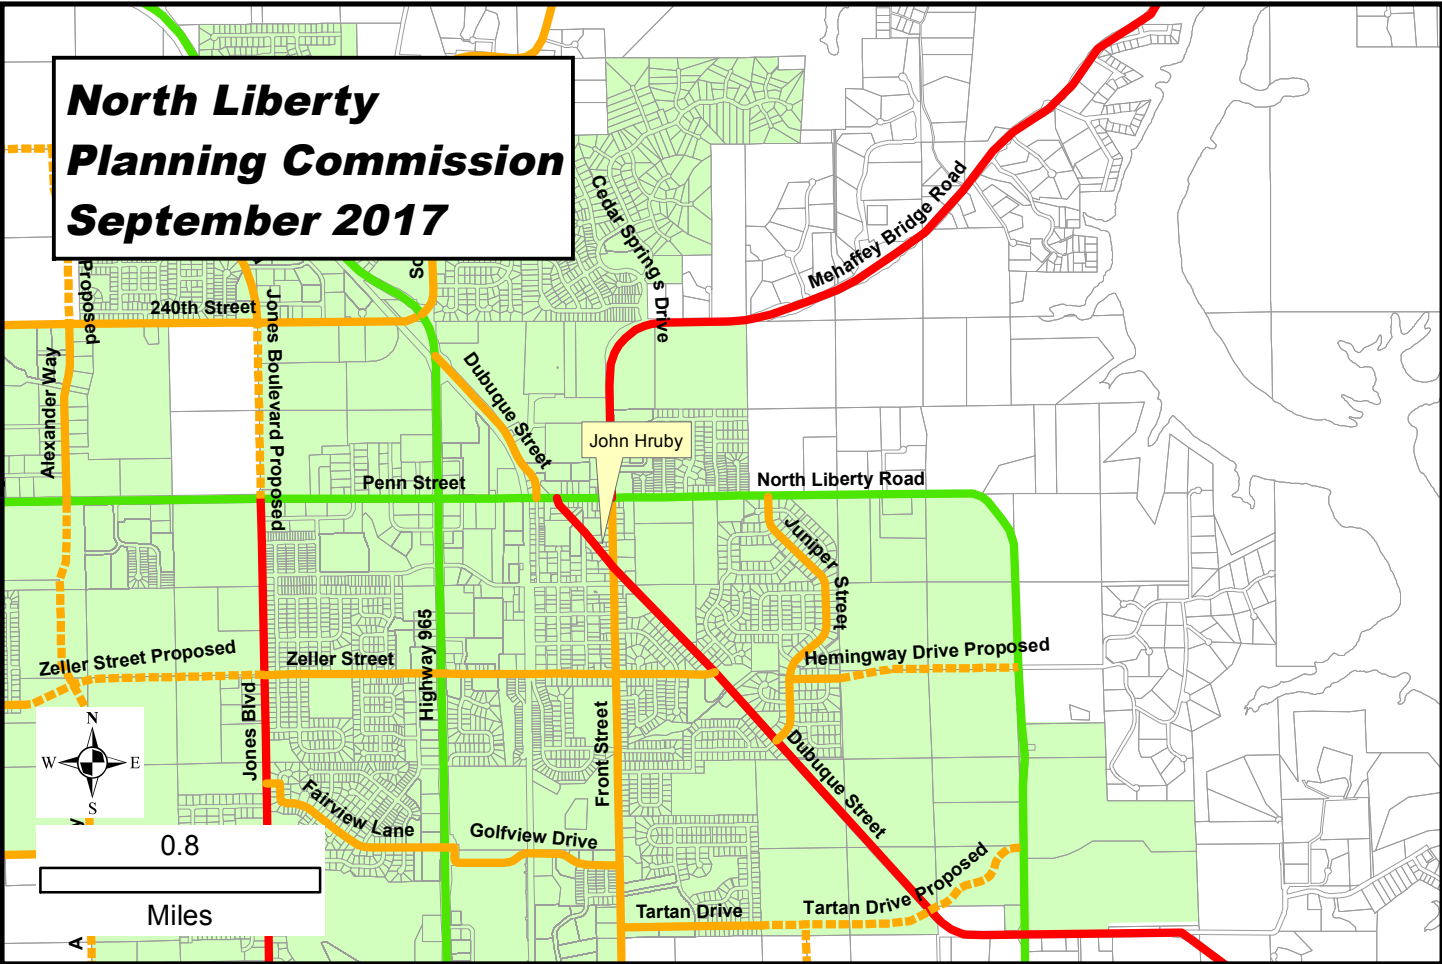 North Liberty
Planning Commission
September 2017
Cedar Springs Drive
Mehaffey Bridge Road
So
Proposed
240th Street
Jones Boulevard Proposed
Alexander Way
Dubuque Street
John Hruby
Penn Street
North Liberty Road
Juniper Street
Zeller Street Proposed
Zeller Street
Highway 965
Hemingway Drive Proposed
Jones Blvd
Front Street
Dubuque Street
N
W
E
S
Fairview Lane
Golfview Drive
y
0.8
Miles
A
Tartan Drive
Tartan Drive Proposed